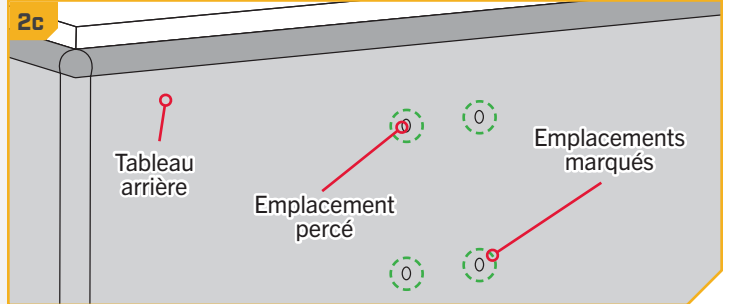 2c
Tableau
arrière
Emplacement
percé
Emplacements
marqués